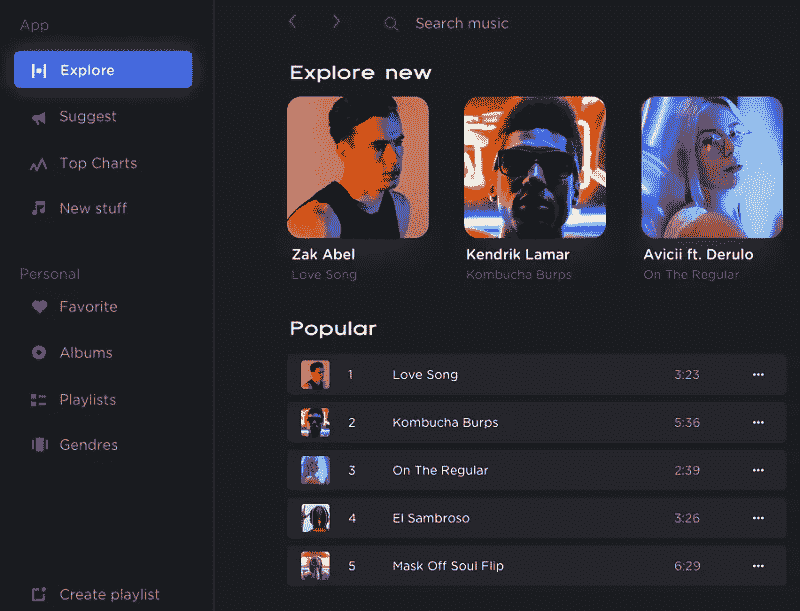 App
Explore
Suggest
Top Charts
New stuff
Personal
Favorite
Albums
Playlists
Gendres
Create playlist
Search music
Explore new
Zak Abel
Love Song
Kendrik Lamar
Kombucha Burps
Avicii ft. Derulo
On The Regular
Popular
1 Love Song 3:23
2 Kombucha Burps 5:36
3 On The Regular 2:39
4 El Sambroso 3:26
5 Mask Off Soul Flip 6:29